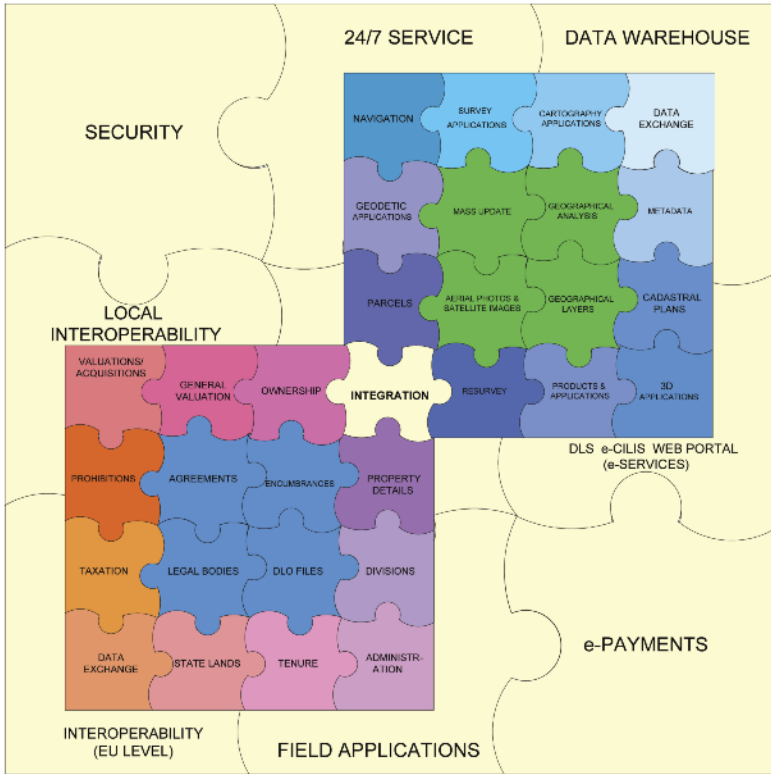 24/7 SERVICE
DATA WAREHOUSE
SECURITY
NAVIGATION
SURVEY
APPLICATIONS
CARTOGRAPHY
APPLICATIONS
DATA
EXCHANGE
GEODETIC
APPLICATIONS
MASS UPDATE
GEOGRAPHICAL
ANALYSIS
METADATA
PARCELS
AERIAL PHOTOS &
SATELLITE IMAGES
GEOGRAPHICAL
LAYERS
CADASTRAL
PLANS
LOCAL
INTEROPERABILITY
VALUATIONS/
ACQUISITIONS
GENERAL
VALUATION
OWNERSHIP
INTEGRATION
RESURVEY
PRODUCTS &
APPLICATIONS
3D
APPLICATIONS
DLS e-CILIS WEB PORTAL
(e-SERVICES)
PROHIBITIONS
AGREEMENTS
ENCUMBRANCES
PROPERTY
DETAILS
TAXATION
LEGAL BODIES
DLO FILES
DIVISIONS
DATA
EXCHANGE
STATE LANDS
TENURE
ADMINISTR-
ATION
e-PAYMENTS
INTEROPERABILITY
(EU LEVEL)
FIELD APPLICATIONS